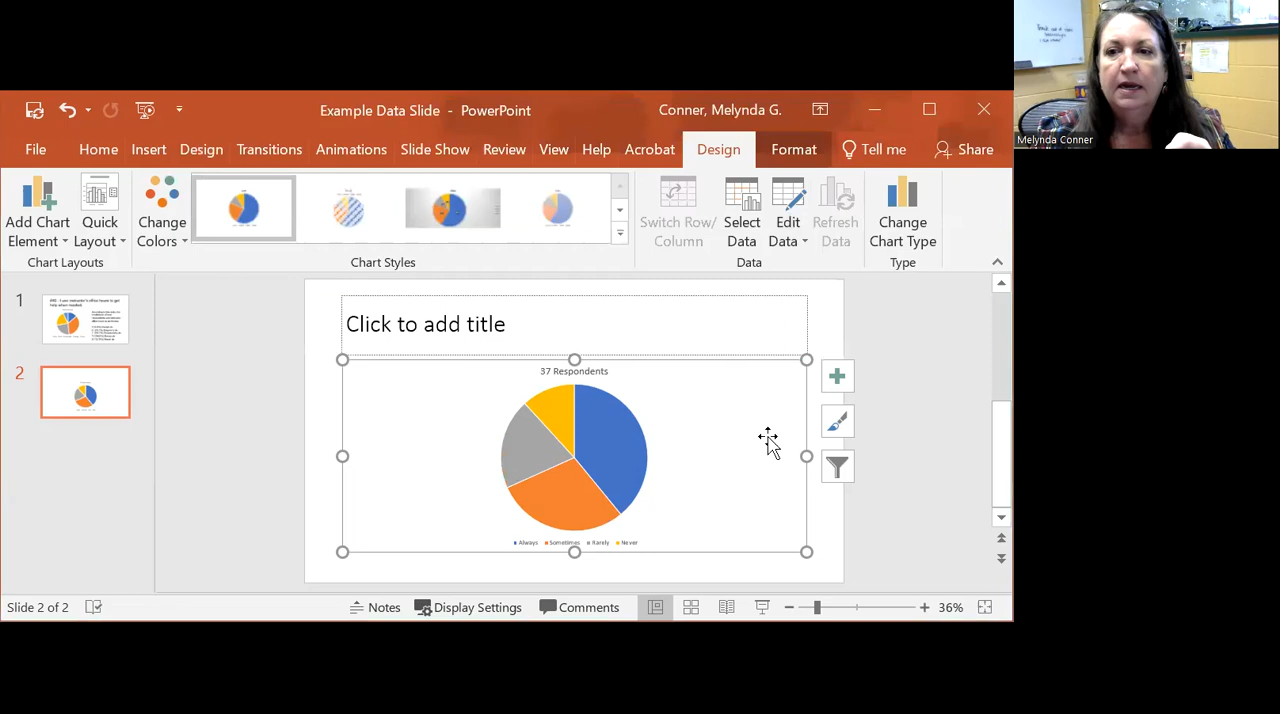 Example Data Slide - PowerPoint
Conner, Melynda G.
Melynda Conner
File Home Insert Design Transitions Animations Slide Show Review View Help Acrobat Design Format Tell me Share
Add Chart Element
Quick Layout
Change Colors
Switch Row/ Column
Select Data
Edit Data
Refresh Data
Change Chart Type
Chart Layouts
Chart Styles
Data
Type
1
2
Click to add title
37 Respondents
Always Sometimes Rarely Never
Slide 2 of 2
Notes Display Settings Comments
36%